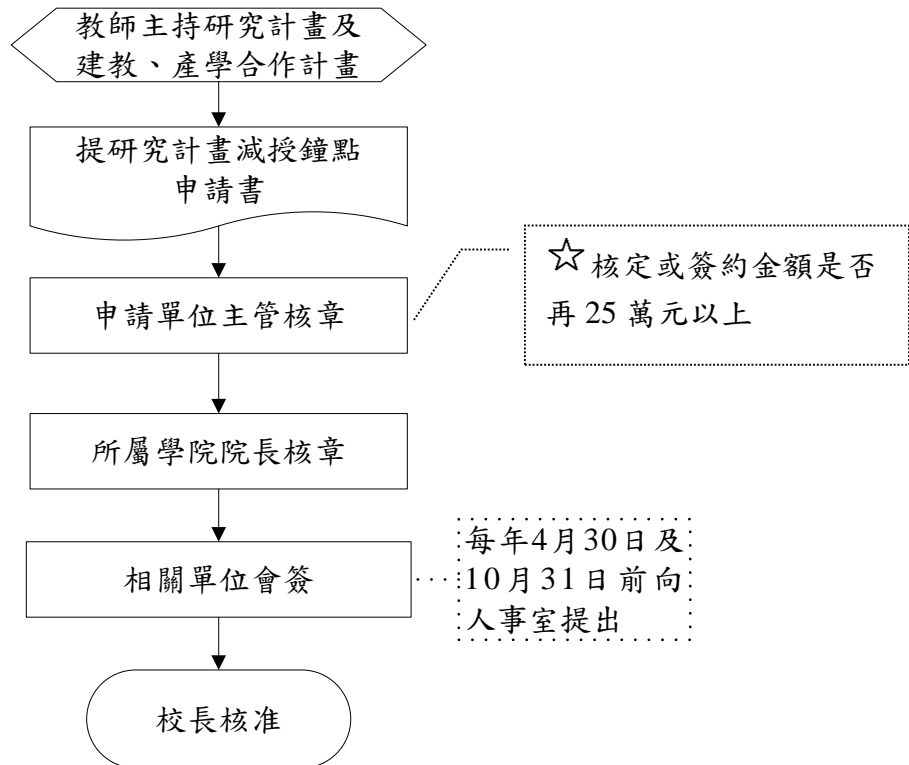 教師主持研究計畫及
建教、產學合作計畫
提研究計畫減授鐘點
申請書
申請單位主管核章
☆核定或簽約金額是否
再 25 萬元以上
所屬學院院長核章
相關單位會簽
每年4月30日及
10月31日前向
人事室提出
校長核准